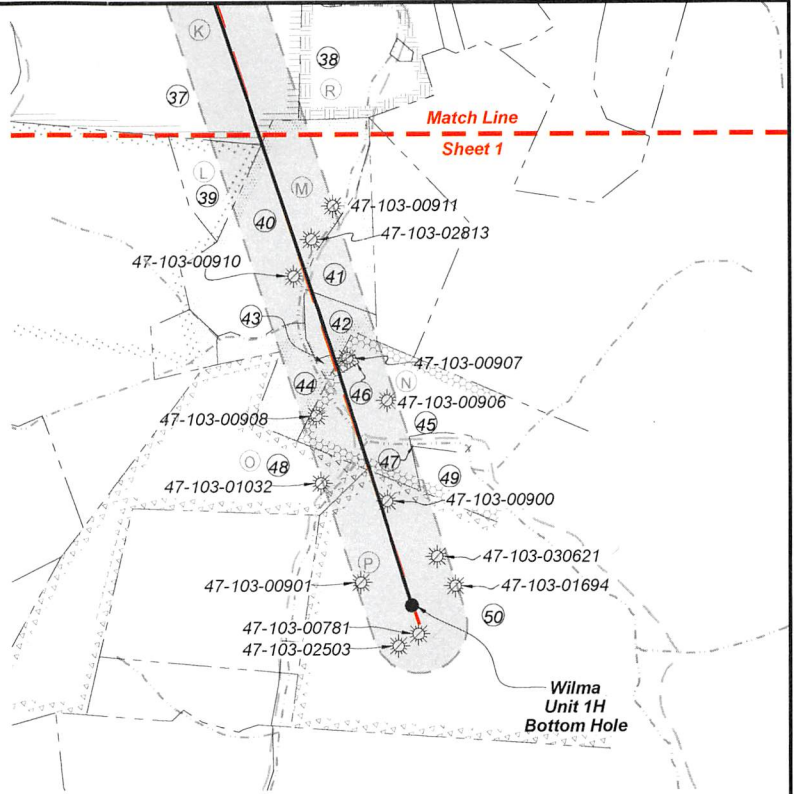 K
38
R
37
Match Line
Sheet 1
L
39
M
47-103-00911
40
47-103-02813
47-103-00910
41
43
42
47-103-00907
44
N
46
47-103-00906
47-103-00908
45
O
48
47
49
47-103-01032
47-103-00900
P
47-103-030621
47-103-00901
47-103-01694
50
47-103-00781
47-103-02503
Wilma
Unit 1H
Bottom Hole